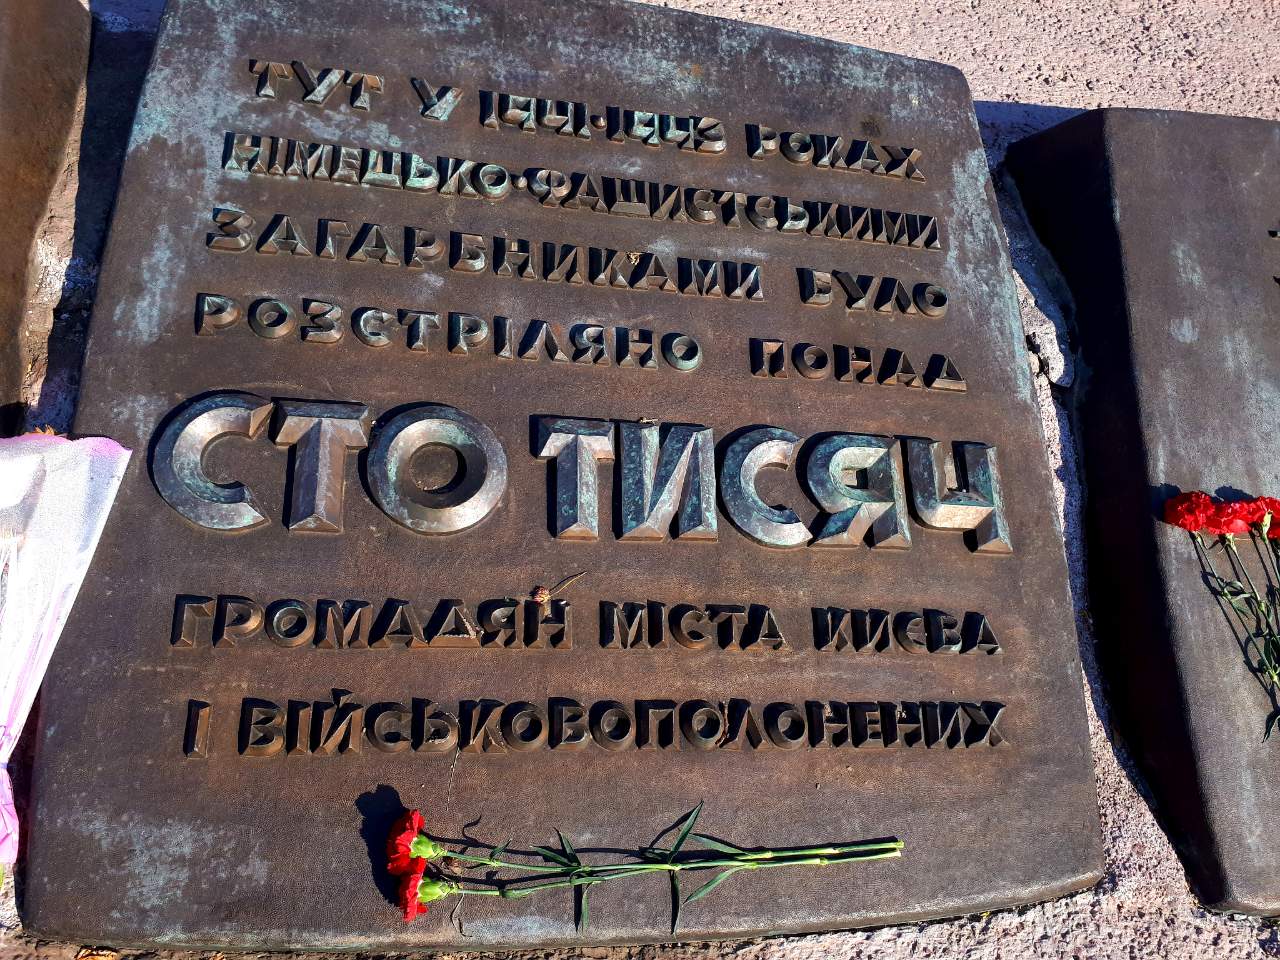 ТУТ У 1941-1943 РОКАХ
НІМЕЦЬКО-ФАШИСТСЬКИМИ
ЗАГАРБНИКАМИ БУЛО
РОЗСТРІЛЯНО ПОНАД
СТО ТИСЯЧ
ГРОМАДЯН МІСТА КИЄВА
І ВІЙСЬКОВОПОЛОНЕНИХ